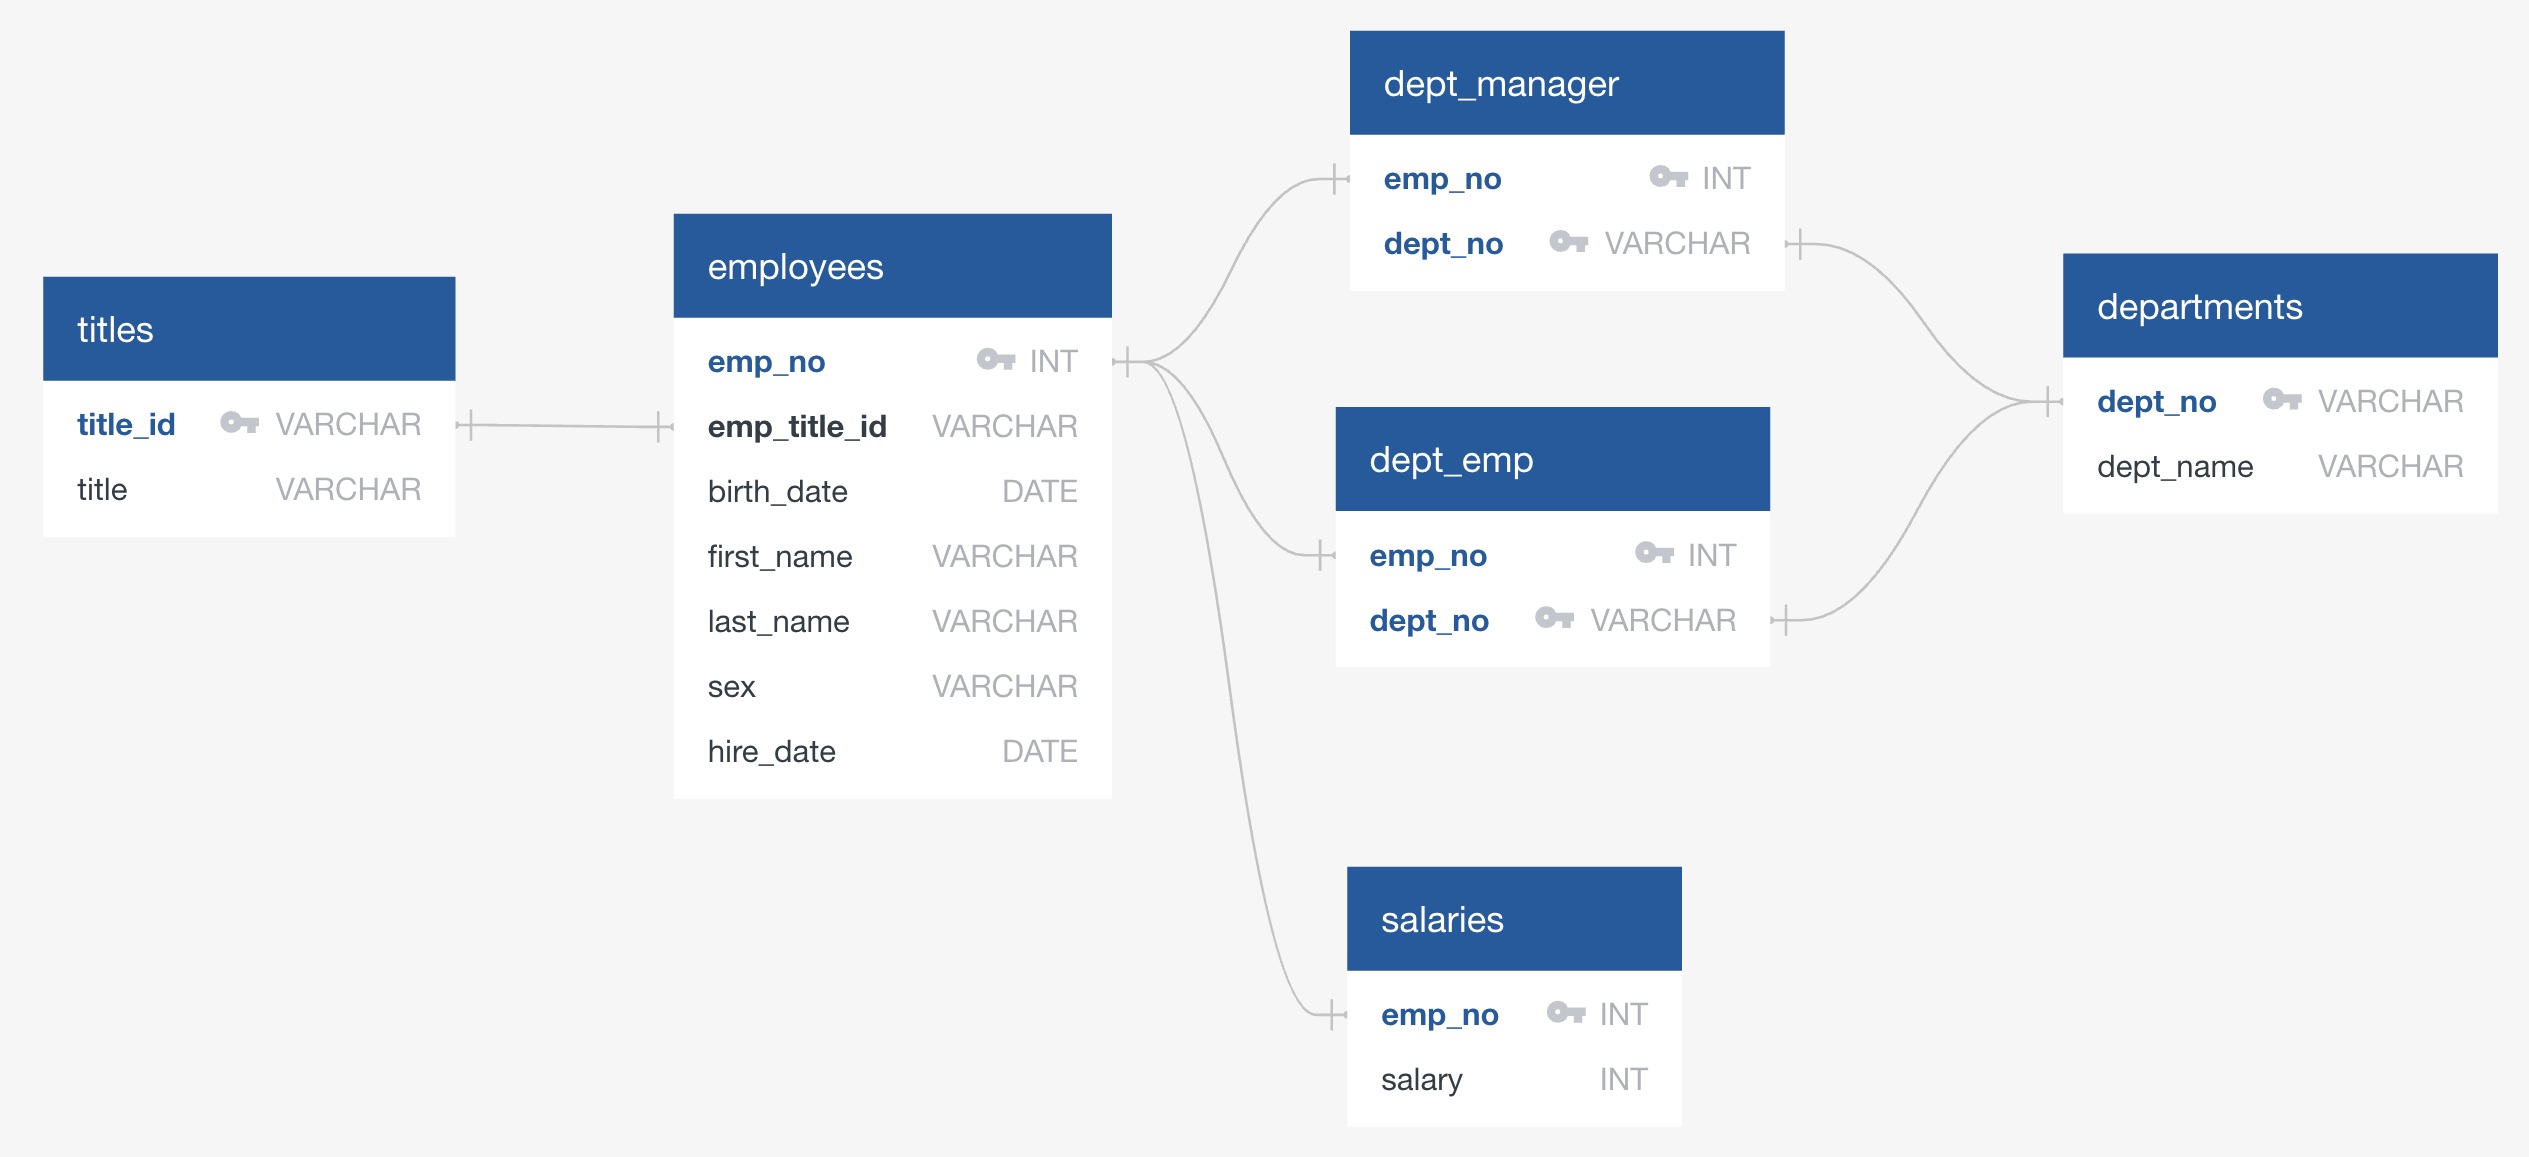 titles
title_id VARCHAR
title VARCHAR
employees
emp_no INT
emp_title_id VARCHAR
birth_date DATE
first_name VARCHAR
last_name VARCHAR
sex VARCHAR
hire_date DATE
dept_manager
emp_no INT
dept_no VARCHAR
dept_emp
emp_no INT
dept_no VARCHAR
salaries
emp_no INT
salary INT
departments
dept_no VARCHAR
dept_name VARCHAR